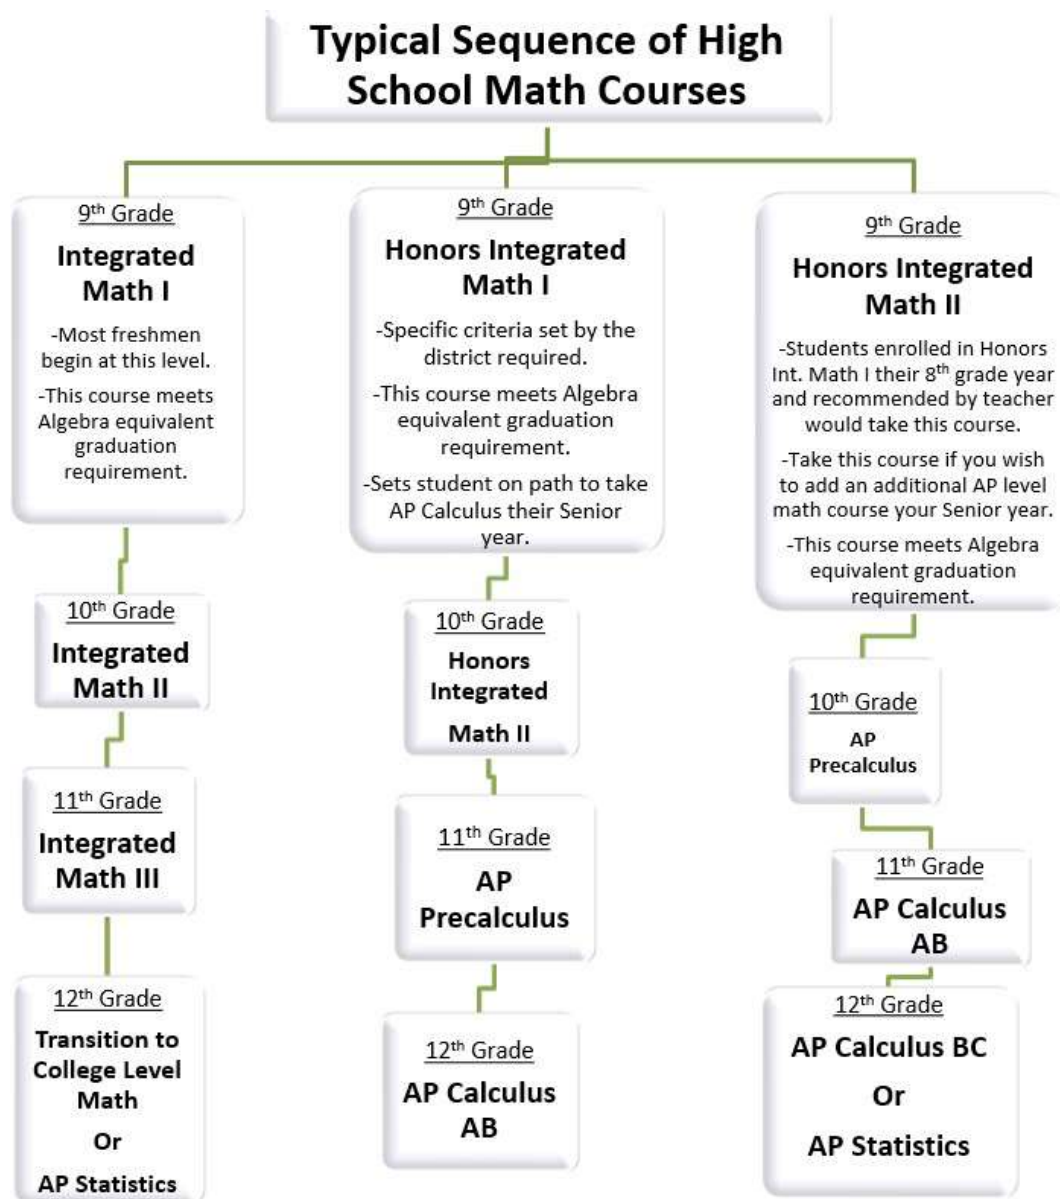 Typical Sequence of High
School Math Courses
9th Grade
Integrated
Math I
-Most freshmen
begin at this level.
-This course meets
Algebra equivalent
graduation
requirement.
10th Grade
Integrated
Math II
11th Grade
Integrated
Math III
12th Grade
Transition to
College Level
Math
Or
AP Statistics
9th Grade
Honors Integrated
Math I
-Specific criteria set by the
district required.
-This course meets Algebra
equivalent graduation
requirement.
-Sets student on path to take
AP Calculus their Senior
year.
10th Grade
Honors
Integrated
Math II
11th Grade
AP
Precalculus
12th Grade
AP Calculus
AB
9th Grade
Honors Integrated
Math II
-Students enrolled in Honors
Int. Math I their 8th grade year
and recommended by teacher
would take this course.
-Take this course if you wish
to add an additional AP level
math course your Senior year.
-This course meets Algebra
equivalent graduation
requirement.
10th Grade
AP
Precalculus
11th Grade
AP Calculus
AB
12th Grade
AP Calculus BC
Or
AP Statistics